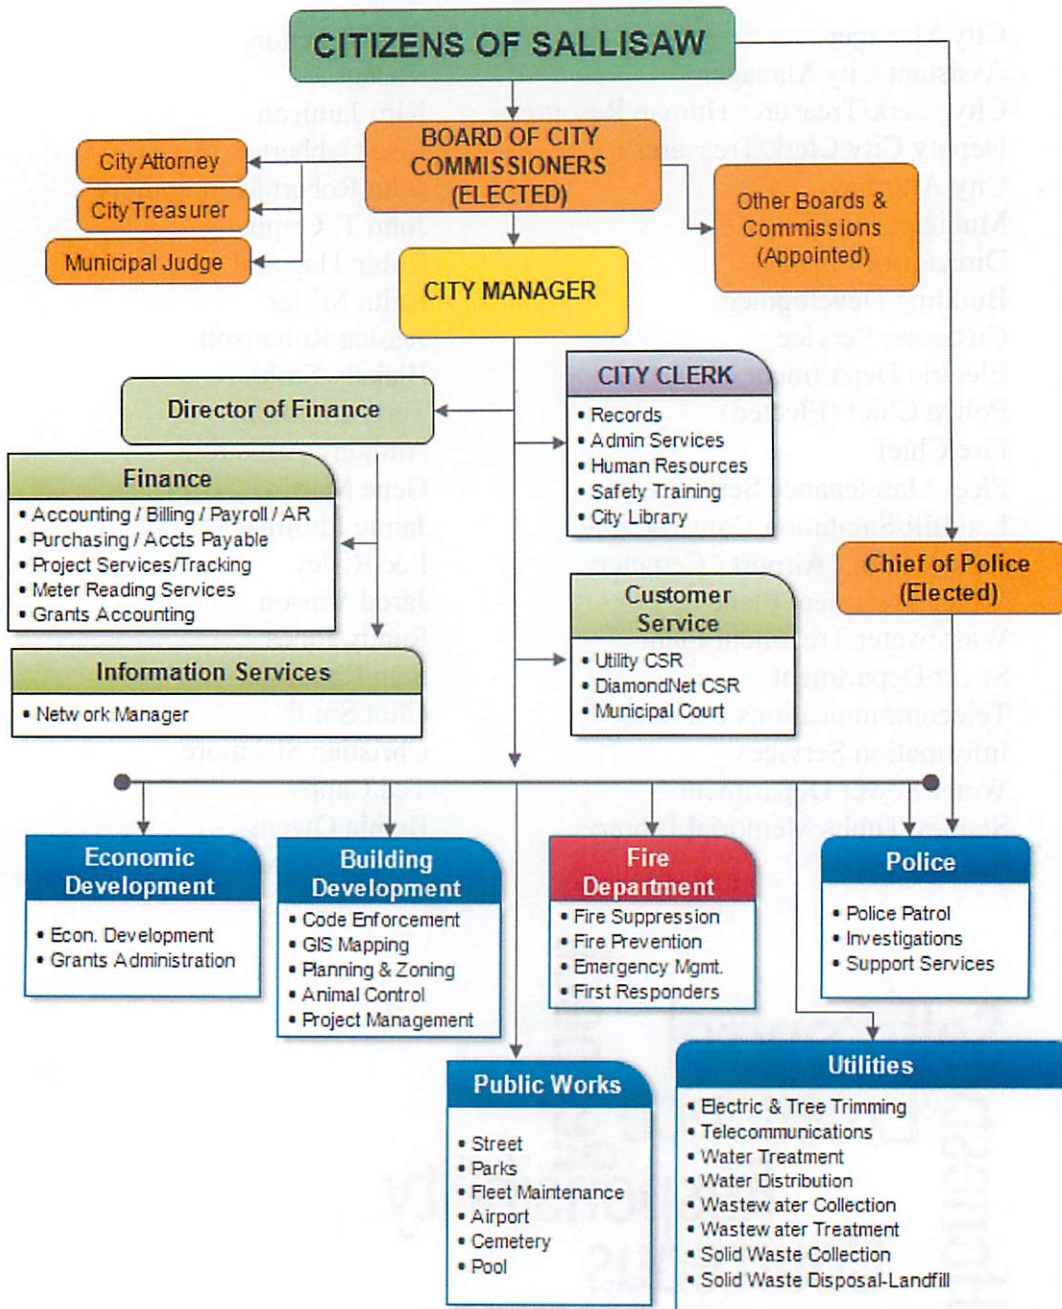 CITIZENS OF SALLISAW
BOARD OF CITY
COMMISSIONERS
(ELECTED)
City Attorney
City Treasurer
Municipal Judge
Other Boards &
Commissions
(Appointed)
CITY MANAGER
CITY CLERK
• Records
• Admin Services
• Human Resources
• Safety Training
• City Library
Director of Finance
Finance
• Accounting / Billing / Payroll / AR
• Purchasing / Accts Payable
• Project Services/Tracking
• Meter Reading Services
• Grants Accounting
Chief of Police
(Elected)
Customer
Service
• Utility CSR
• DiamondNet CSR
• Municipal Court
Information Services
• Network Manager
Economic
Development
• Econ. Development
• Grants Administration
Building
Development
• Code Enforcement
• GIS Mapping
• Planning & Zoning
• Animal Control
• Project Management
Fire
Department
• Fire Suppression
• Fire Prevention
• Emergency Mgmt.
• First Responders
Police
• Police Patrol
• Investigations
• Support Services
Public Works
• Street
• Parks
• Fleet Maintenance
• Airport
• Cemetery
• Pool
Utilities
• Electric & Tree Trimming
• Telecommunications
• Water Treatment
• Water Distribution
• Wastewater Collection
• Wastewater Treatment
• Solid Waste Collection
• Solid Waste Disposal-Landfill